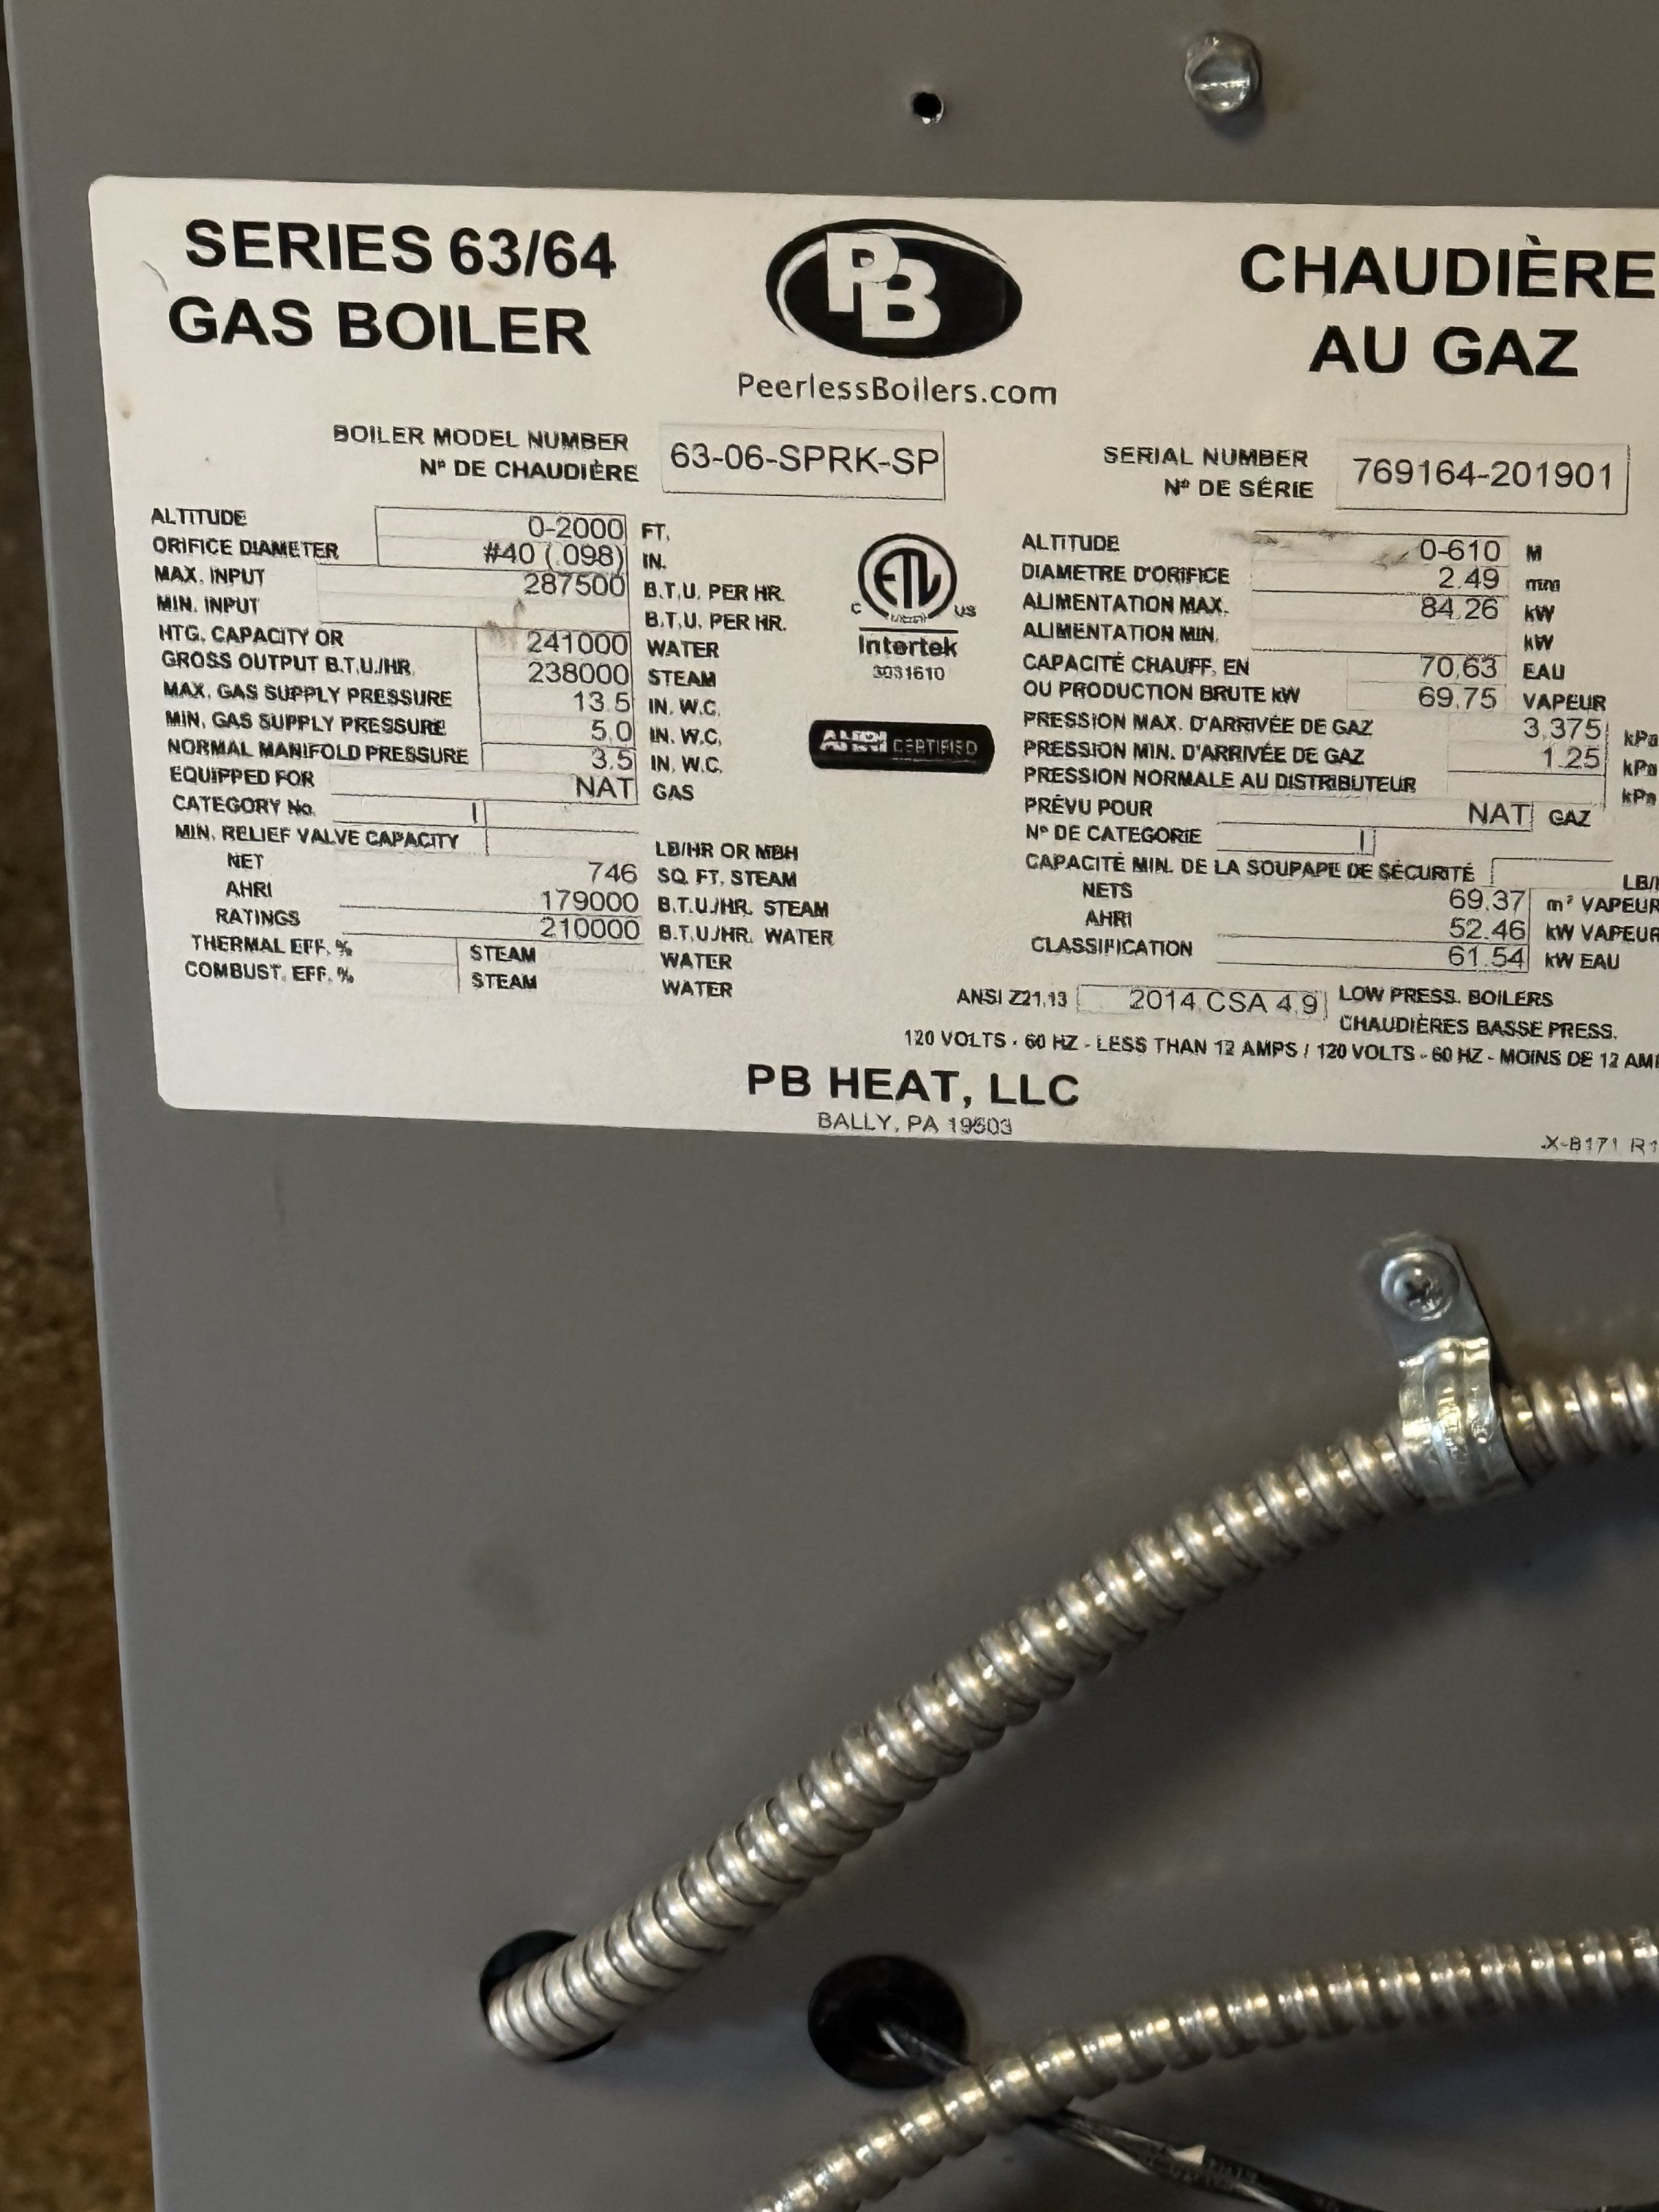 SERIES 63/64
GAS BOILER
PB
PeerlessBoilers.com
CHAUDIÈRE
AU GAZ
BOILER MODEL NUMBER
Nº DE CHAUDIÈRE
63-06-SPRK-SP
SERIAL NUMBER
Nº DE SÉRIE
769164-201901
ALTITUDE 0-2000 FT.
ORIFICE DIAMETER #40 (.098) IN.
MAX. INPUT 287500 B.T.U. PER HR.
MIN. INPUT B.T.U. PER HR.
HTG. CAPACITY OR 241000 WATER
GROSS OUTPUT B.T.U./HR. 238000 STEAM
MAX. GAS SUPPLY PRESSURE 13.5 IN. W.C.
MIN. GAS SUPPLY PRESSURE 5.0 IN. W.C.
NORMAL MANIFOLD PRESSURE 3.5 IN. W.C.
EQUIPPED FOR NAT GAS
CATEGORY No. I
MIN. RELIEF VALVE CAPACITY LB/HR OR MBH
NET 746 SQ. FT. STEAM
AHRI 179000 B.T.U./HR. STEAM
RATINGS 210000 B.T.U./HR. WATER
THERMAL EFF. % STEAM WATER
COMBUST. EFF. % STEAM WATER
ETL
C US
Intertek
3031610
AHRI CERTIFIED
ALTITUDE 0-610 M
DIAMETRE D'ORIFICE 2.49 mm
ALIMENTATION MAX. 84.26 kW
ALIMENTATION MIN. kW
CAPACITÉ CHAUFF. EN 70.63 EAU
OU PRODUCTION BRUTE kW 69.75 VAPEUR
PRESSION MAX. D'ARRIVÉE DE GAZ 3.375 kPa
PRESSION MIN. D'ARRIVÉE DE GAZ 1.25 kPa
PRESSION NORMALE AU DISTRIBUTEUR kPa
PRÉVU POUR NAT GAZ
Nº DE CATEGORIE I
CAPACITÉ MIN. DE LA SOUPAPE DE SÉCURITÉ LB/
NETS 69.37 m² VAPEUR
AHRI 52.46 kW VAPEUR
CLASSIFICATION 61.54 kW EAU
ANSI Z21.13 2014.CSA 4.9 LOW PRESS. BOILERS
CHAUDIÈRES BASSE PRESS.
120 VOLTS - 60 HZ - LESS THAN 12 AMPS / 120 VOLTS - 60 HZ - MOINS DE 12 AM
PB HEAT, LLC
BALLY, PA 19503
X-8171 R1